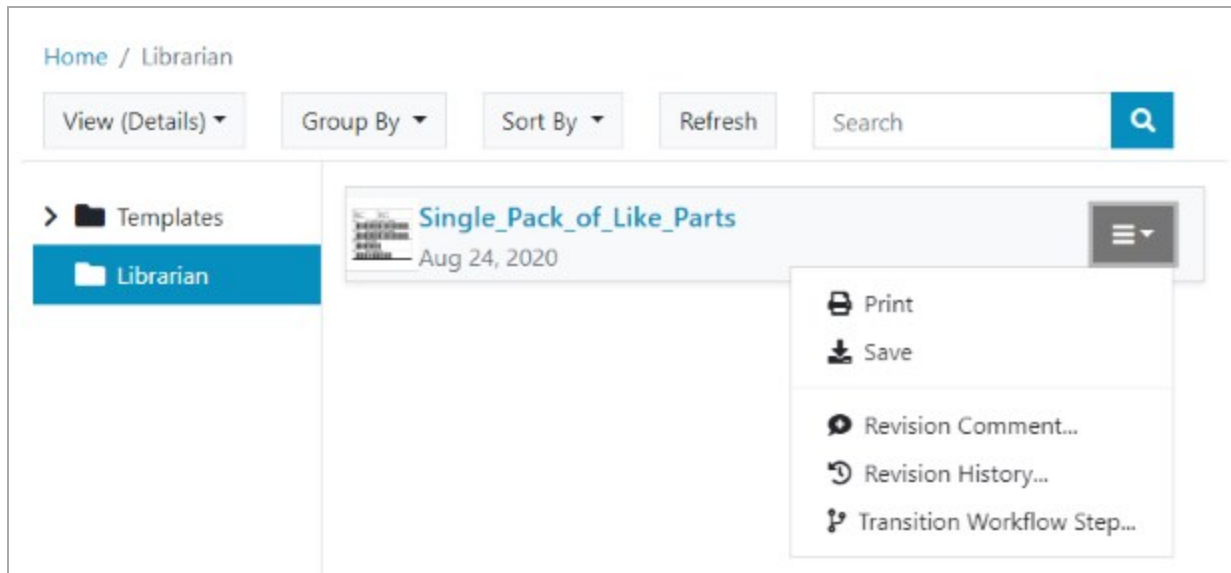 Home / Librarian
View (Details) Group By Sort By Refresh Search
Templates
Librarian
Single_Pack_of_Like_Parts
Aug 24, 2020
Print
Save
Revision Comment...
Revision History...
Transition Workflow Step...